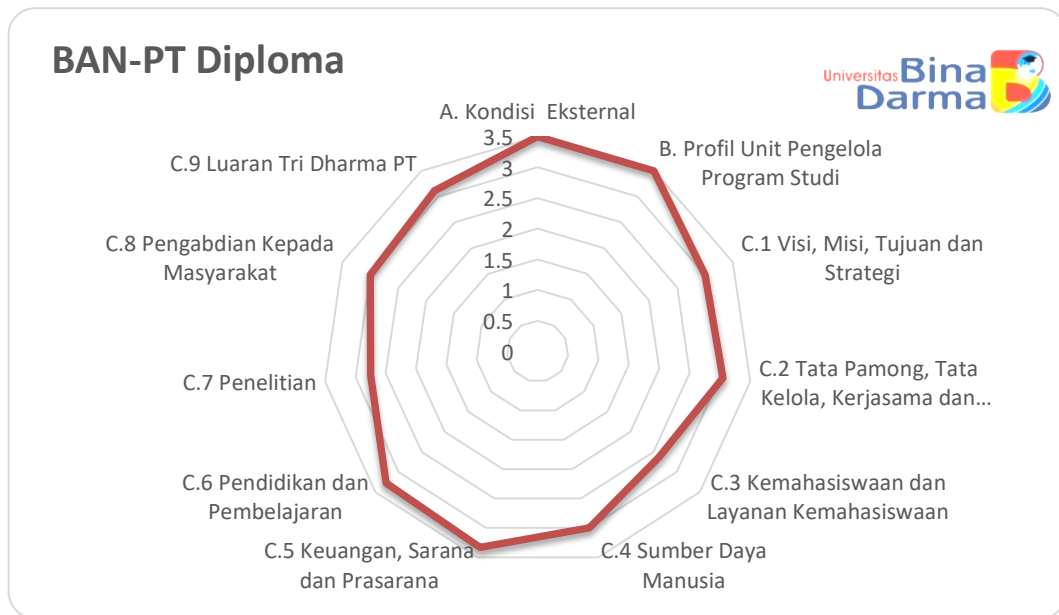 BAN-PT Diploma
Universitas Bina
Darma
A. Kondisi Eksternal
B. Profil Unit Pengelola
Program Studi
C.1 Visi, Misi, Tujuan dan
Strategi
C.2 Tata Pamong, Tata
Kelola, Kerjasama dan…
C.3 Kemahasiswaan dan
Layanan Kemahasiswaan
C.4 Sumber Daya
Manusia
C.5 Keuangan, Sarana
dan Prasarana
C.6 Pendidikan dan
Pembelajaran
C.7 Penelitian
C.8 Pengabdian Kepada
Masyarakat
C.9 Luaran Tri Dharma PT
3.5
3
2.5
2
1.5
1
0.5
0